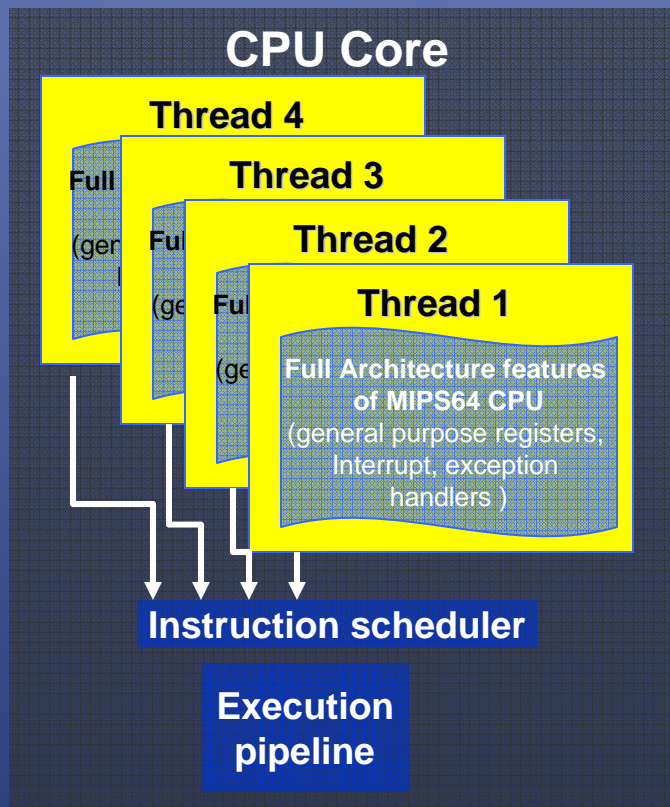 CPU Core
Thread 4
Full
(gen
Thread 3
Ful
(ge
Thread 2
Ful
(ge
Thread 1
Full Architecture features
of MIPS64 CPU
(general purpose registers,
Interrupt, exception
handlers )
Instruction scheduler
Execution
pipeline